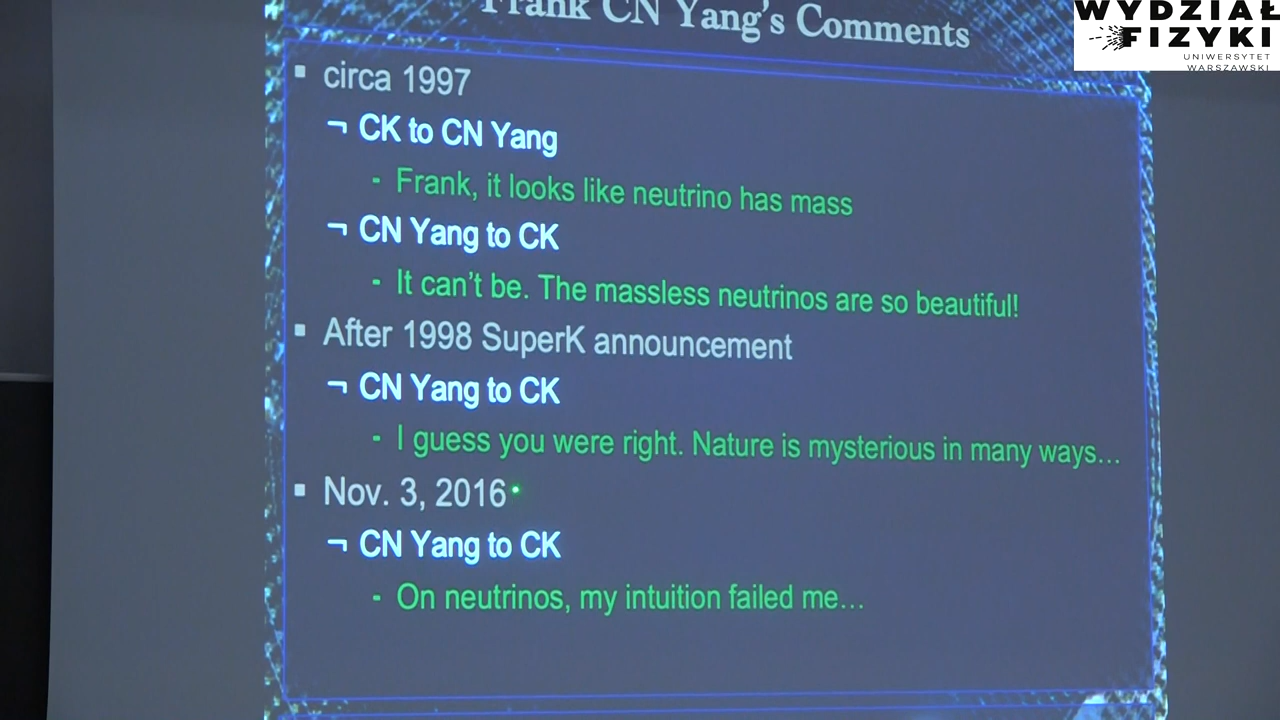 Frank CN Yang's Comments
WYDZIAŁ
FIZYKI
UNIWERSYTET
WARSZAWSKI
▪ circa 1997
¬ CK to CN Yang
- Frank, it looks like neutrino has mass
¬ CN Yang to CK
- It can't be. The massless neutrinos are so beautiful!
▪ After 1998 SuperK announcement
¬ CN Yang to CK
- I guess you were right. Nature is mysterious in many ways...
▪ Nov. 3, 2016
¬ CN Yang to CK
- On neutrinos, my intuition failed me...